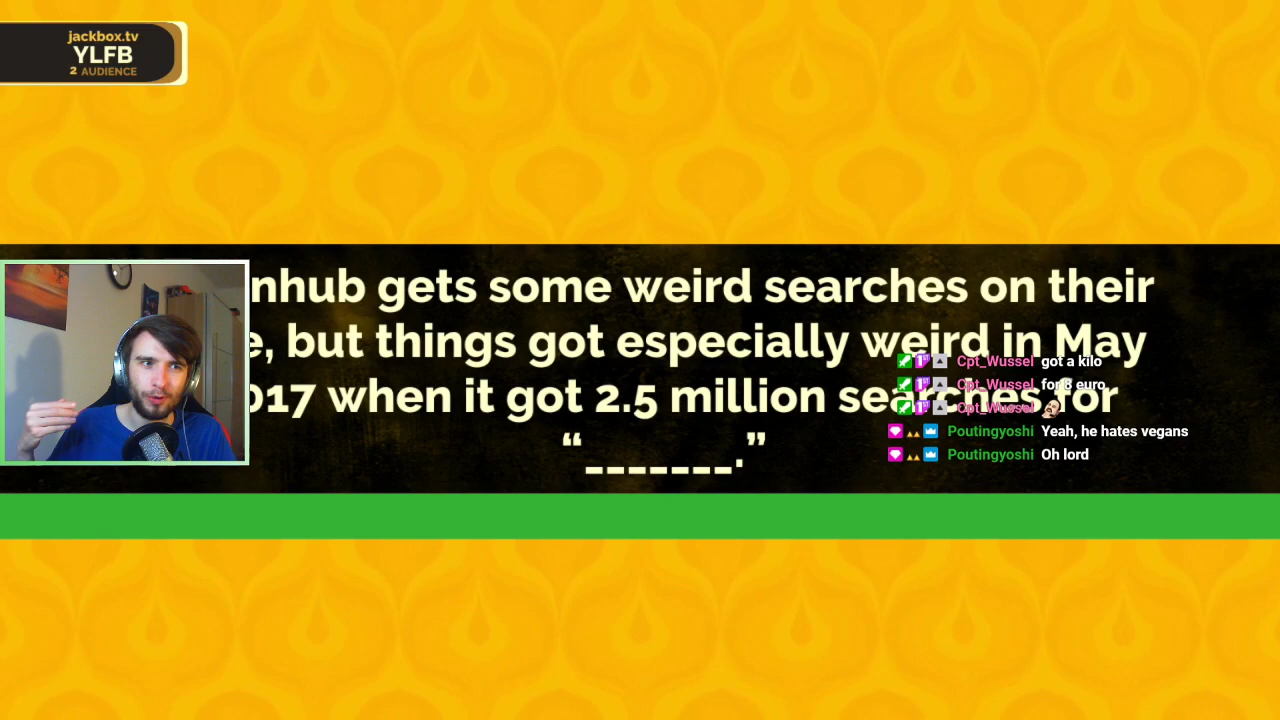 jackbox.tv
YLFB
2 AUDIENCE
nhub gets some weird searches on their
e, but things got especially weird in May
017 when it got 2.5 million searches for
“_______.”
Cpt_Wussel got a kilo
Cpt_Wussel for 8 euro
Cpt_Wussel
Poutingyoshi Yeah, he hates vegans
Poutingyoshi Oh lord